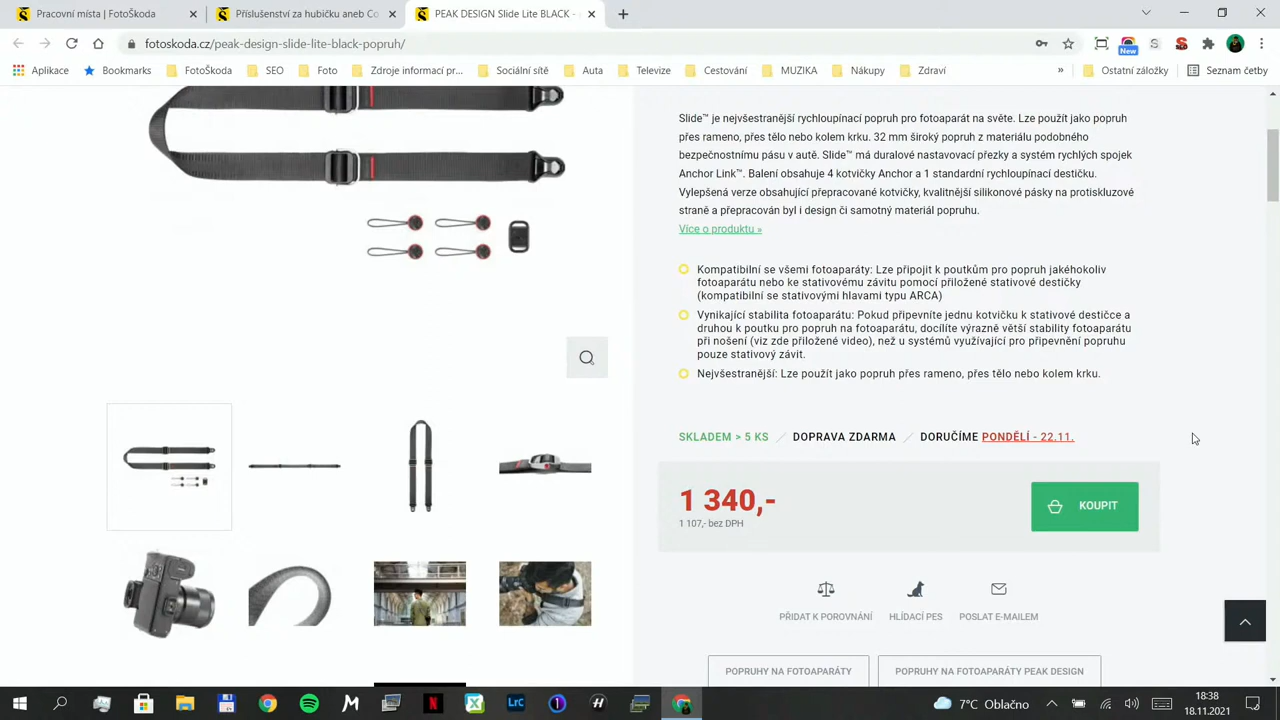 Pracovní místa | FotoŠkoda
Příslušenství za hubičku aneb Co
PEAK DESIGN Slide Lite BLACK -
fotoskoda.cz/peak-design-slide-lite-black-popruh/
New
Aplikace
Bookmarks
FotoŠkoda
SEO
Foto
Zdroje informací pr...
Sociální sítě
Auta
Televize
Cestování
MUZIKA
Nákupy
Zdraví
»
Ostatní záložky
Seznam četby
Slide™ je nejvšestranější rychloupínací popruh pro fotoaparát na světe. Lze použít jako popruh
přes rameno, přes tělo nebo kolem krku. 32 mm široký popruh z materiálu podobného
bezpečnostnímu pásu v autě. Slide™ má duralové nastavovací přezky a systém rychlých spojek
Anchor Link™. Balení obsahuje 4 kotvičky Anchor a 1 standardní rychloupínací destičku.
Vylepšená verze obsahující přepracované kotvičky, kvalitnější silikonové pásky na protiskluzové
straně a přepracován byl i design či samotný materiál popruhu.
Více o produktu »
Kompatibilní se všemi fotoaparáty: Lze připojit k poutkům pro popruh jakéhokoliv
fotoaparátu nebo ke stativovému závitu pomocí přiložené stativové destičky
(kompatibilní se stativovými hlavami typu ARCA)
Vynikající stabilita fotoaparátu: Pokud připevníte jednu kotvičku k stativové destičce a
druhou k poutku pro popruh na fotoaparátu, docílíte výrazně větší stability fotoaparátu
při nošení (viz zde přiložené video), než u systémů využívající pro připevnění popruhu
pouze stativový závit.
Nejvšestranější: Lze použít jako popruh přes rameno, přes tělo nebo kolem krku.
SKLADEM > 5 KS / DOPRAVA ZDARMA / DORUČÍME PONDĚLÍ - 22.11.
1 340,-
1 107,- bez DPH
KOUPIT
PŘIDAT K POROVNÁNÍ
HLÍDACÍ PES
POSLAT E-MAILEM
POPRUHY NA FOTOAPARÁTY
POPRUHY NA FOTOAPARÁTY PEAK DESIGN
7°C Oblačno
18:38
18.11.2021